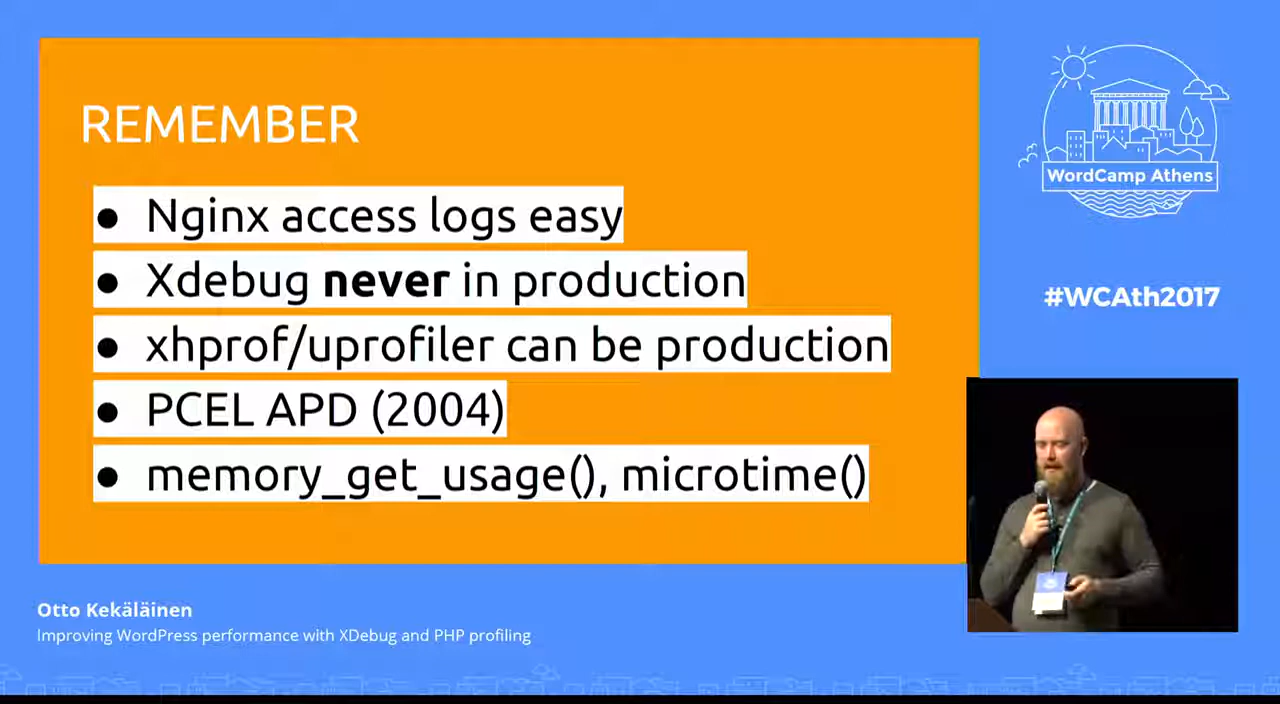 REMEMBER
● Nginx access logs easy
● Xdebug never in production
● xhprof/uprofiler can be production
● PCEL APD (2004)
● memory_get_usage(), microtime()
WordCamp Athens
#WCAth2017
Otto Kekäläinen
Improving WordPress performance with XDebug and PHP profiling